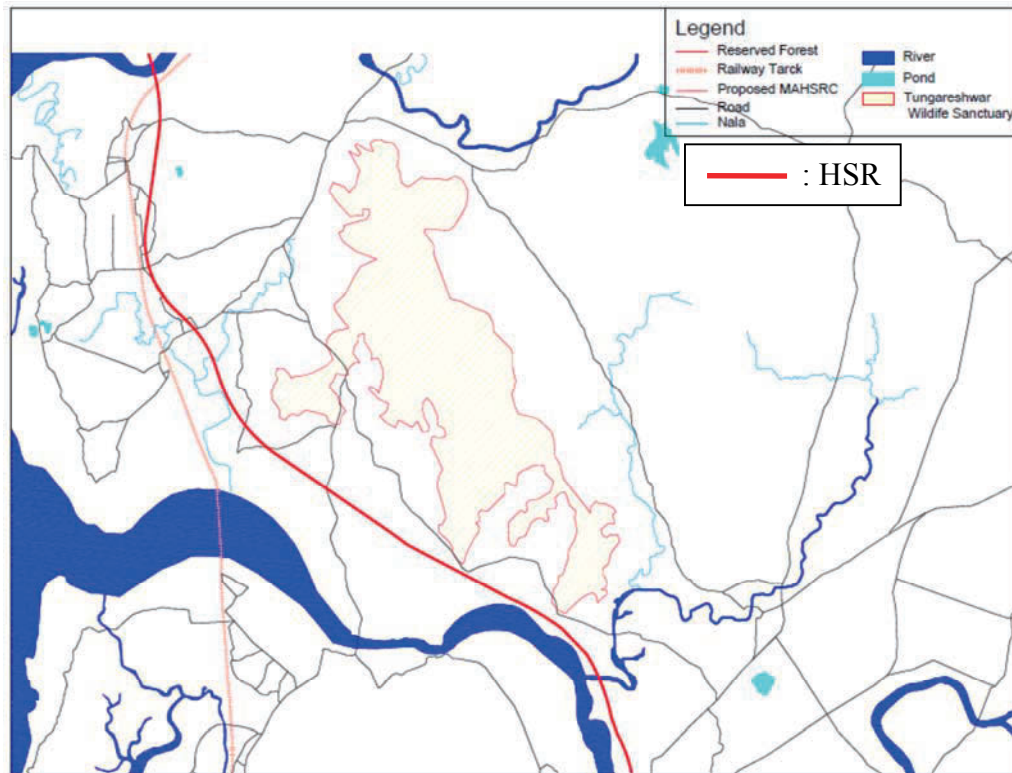 Legend
Reserved Forest
Railway Tarck
Proposed MAHSRC
Road
Nala
River
Pond
Tungareshwar
Wildife Sanctuary
: HSR